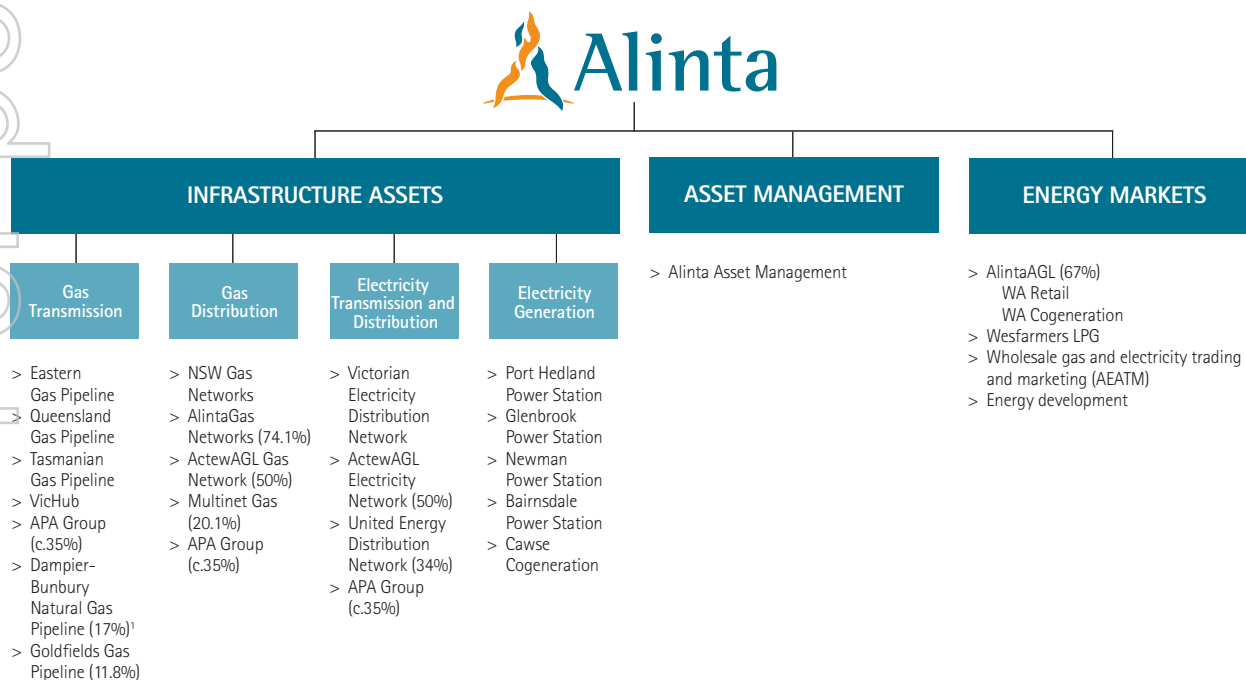 Alinta
INFRASTRUCTURE ASSETS
ASSET MANAGEMENT
ENERGY MARKETS
Gas
Transmission
Gas
Distribution
Electricity
Transmission and
Distribution
Electricity
Generation
> Eastern
Gas Pipeline
> Queensland
Gas Pipeline
> Tasmanian
Gas Pipeline
> VicHub
> APA Group
(c.35%)
> Dampier-
Bunbury
Natural Gas
Pipeline (17%)¹
> Goldfields Gas
Pipeline (11.8%)
> NSW Gas
Networks
> AlintaGas
Networks (74.1%)
> ActewAGL Gas
Network (50%)
> Multinet Gas
(20.1%)
> APA Group
(c.35%)
> Victorian
Electricity
Distribution
Network
> ActewAGL
Electricity
Network (50%)
> United Energy
Distribution
Network (34%)
> APA Group
(c.35%)
> Port Hedland
Power Station
> Glenbrook
Power Station
> Newman
Power Station
> Bairnsdale
Power Station
> Cawse
Cogeneration
> Alinta Asset Management
> AlintaAGL (67%)
WA Retail
WA Cogeneration
> Wesfarmers LPG
> Wholesale gas and electricity trading
and marketing (AEATM)
> Energy development